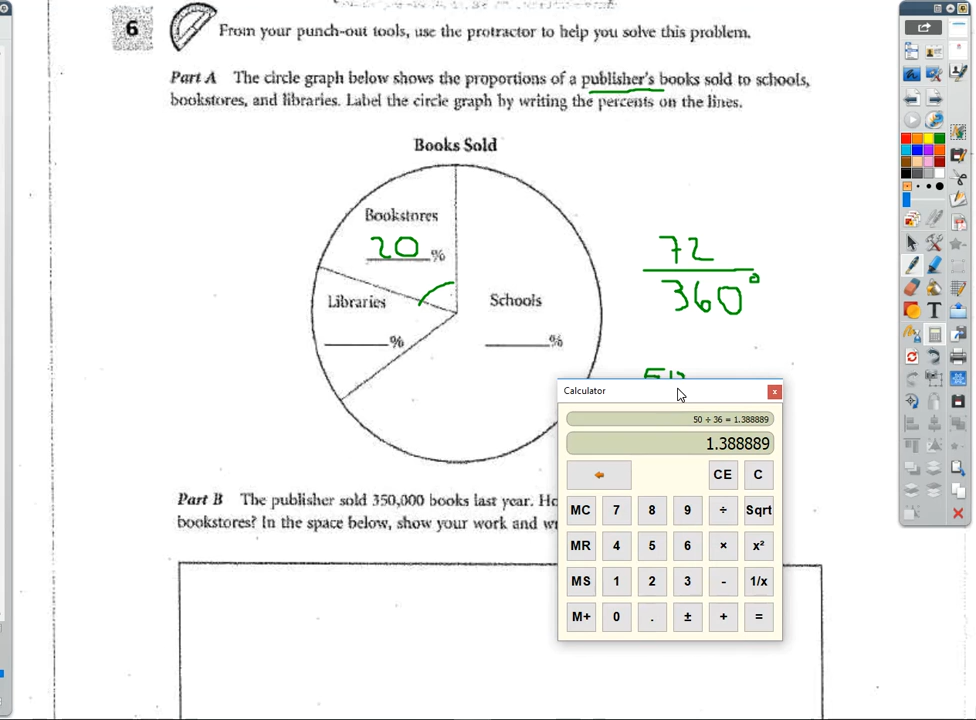 6
From your punch-out tools, use the protractor to help you solve this problem.
Part A The circle graph below shows the proportions of a publisher's books sold to schools,
bookstores, and libraries. Label the circle graph by writing the percents on the lines.
Books Sold
Bookstores
20 %
Libraries
%
Schools
%
72
360°
Calculator
x
50 ÷ 36 = 1.388889
1.388889
CE C
MC 7 8 9 ÷ Sqrt
MR 4 5 6 × x²
MS 1 2 3 - 1/x
M+ 0 . ± + =
Part B The publisher sold 350,000 books last year.
bookstores? In the space below, show your work and
T